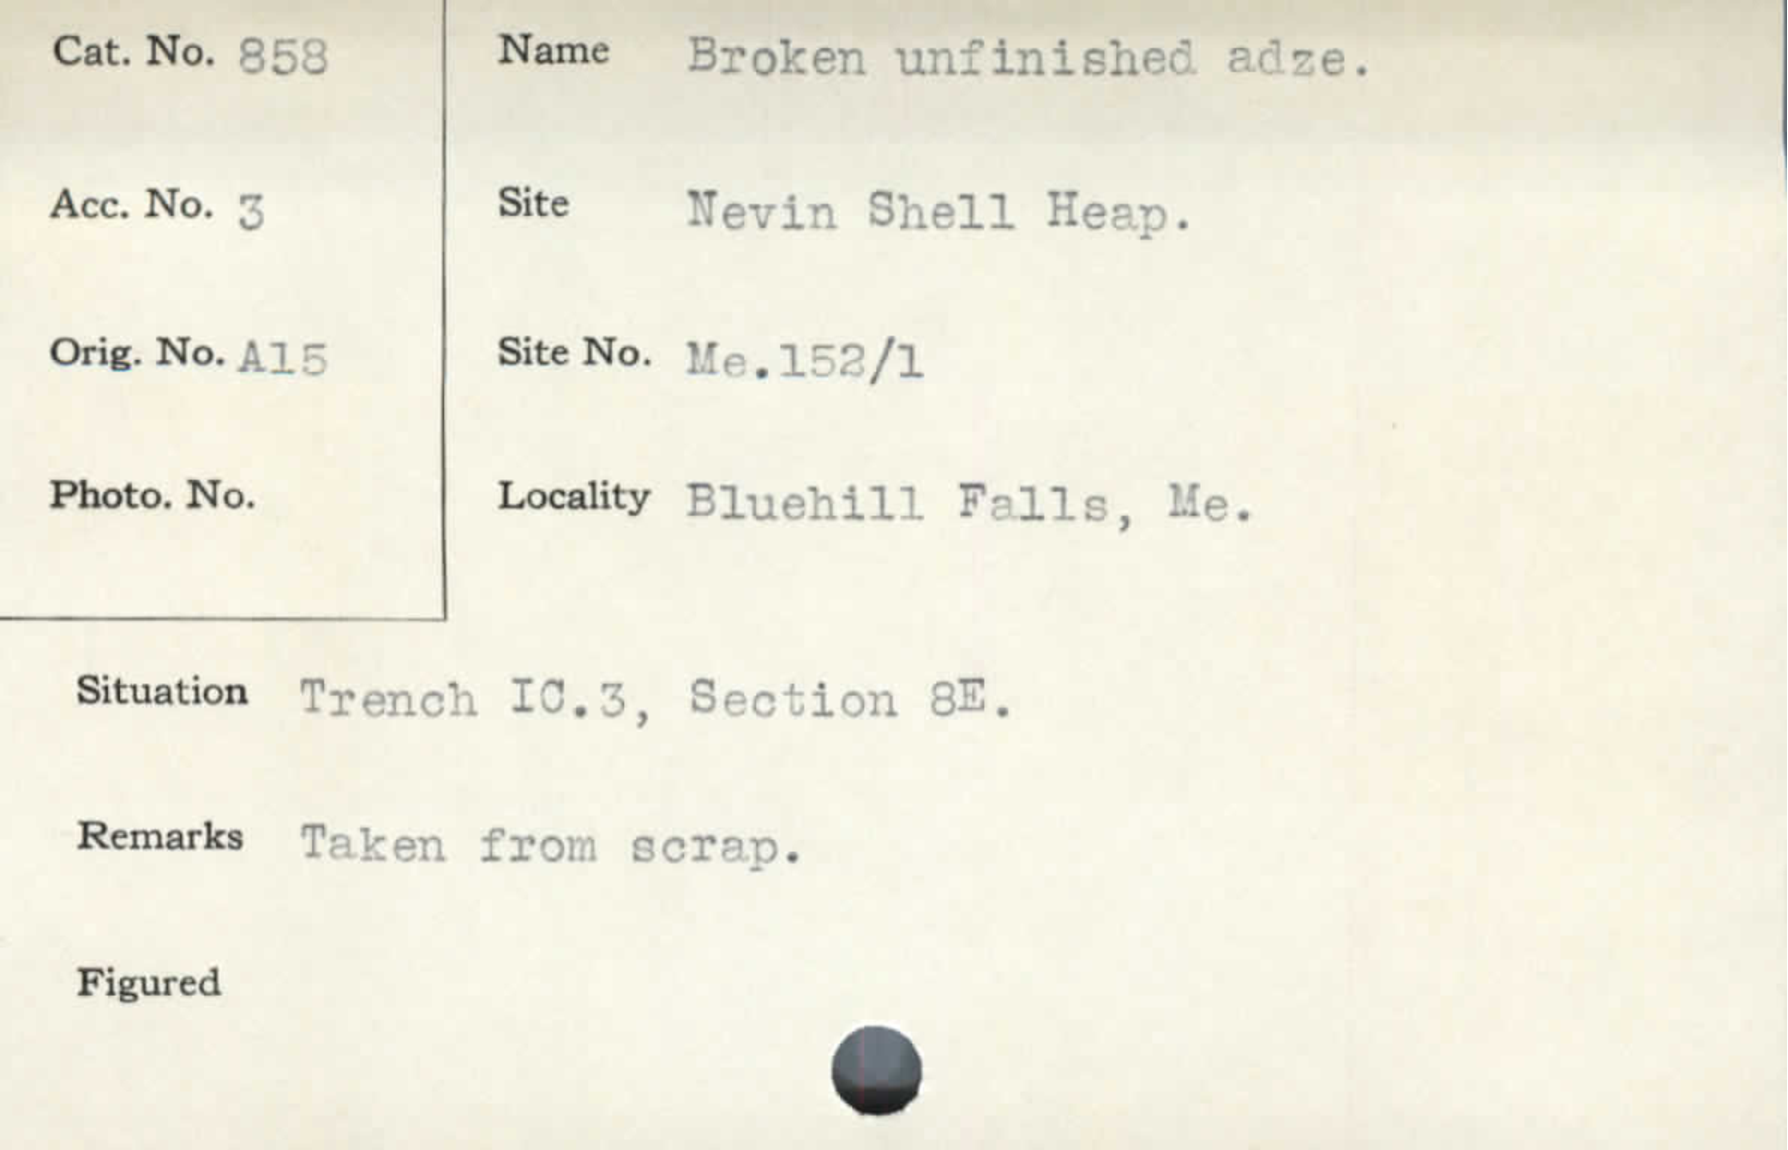 Cat. No. 858
Name Broken unfinished adze.
Acc. No. 3
Site Nevin Shell Heap.
Orig. No. A15
Site No. Me.152/1
Photo. No.
Locality Bluehill Falls, Me.
Situation Trench IC.3, Section 8E.
Remarks Taken from scrap.
Figured